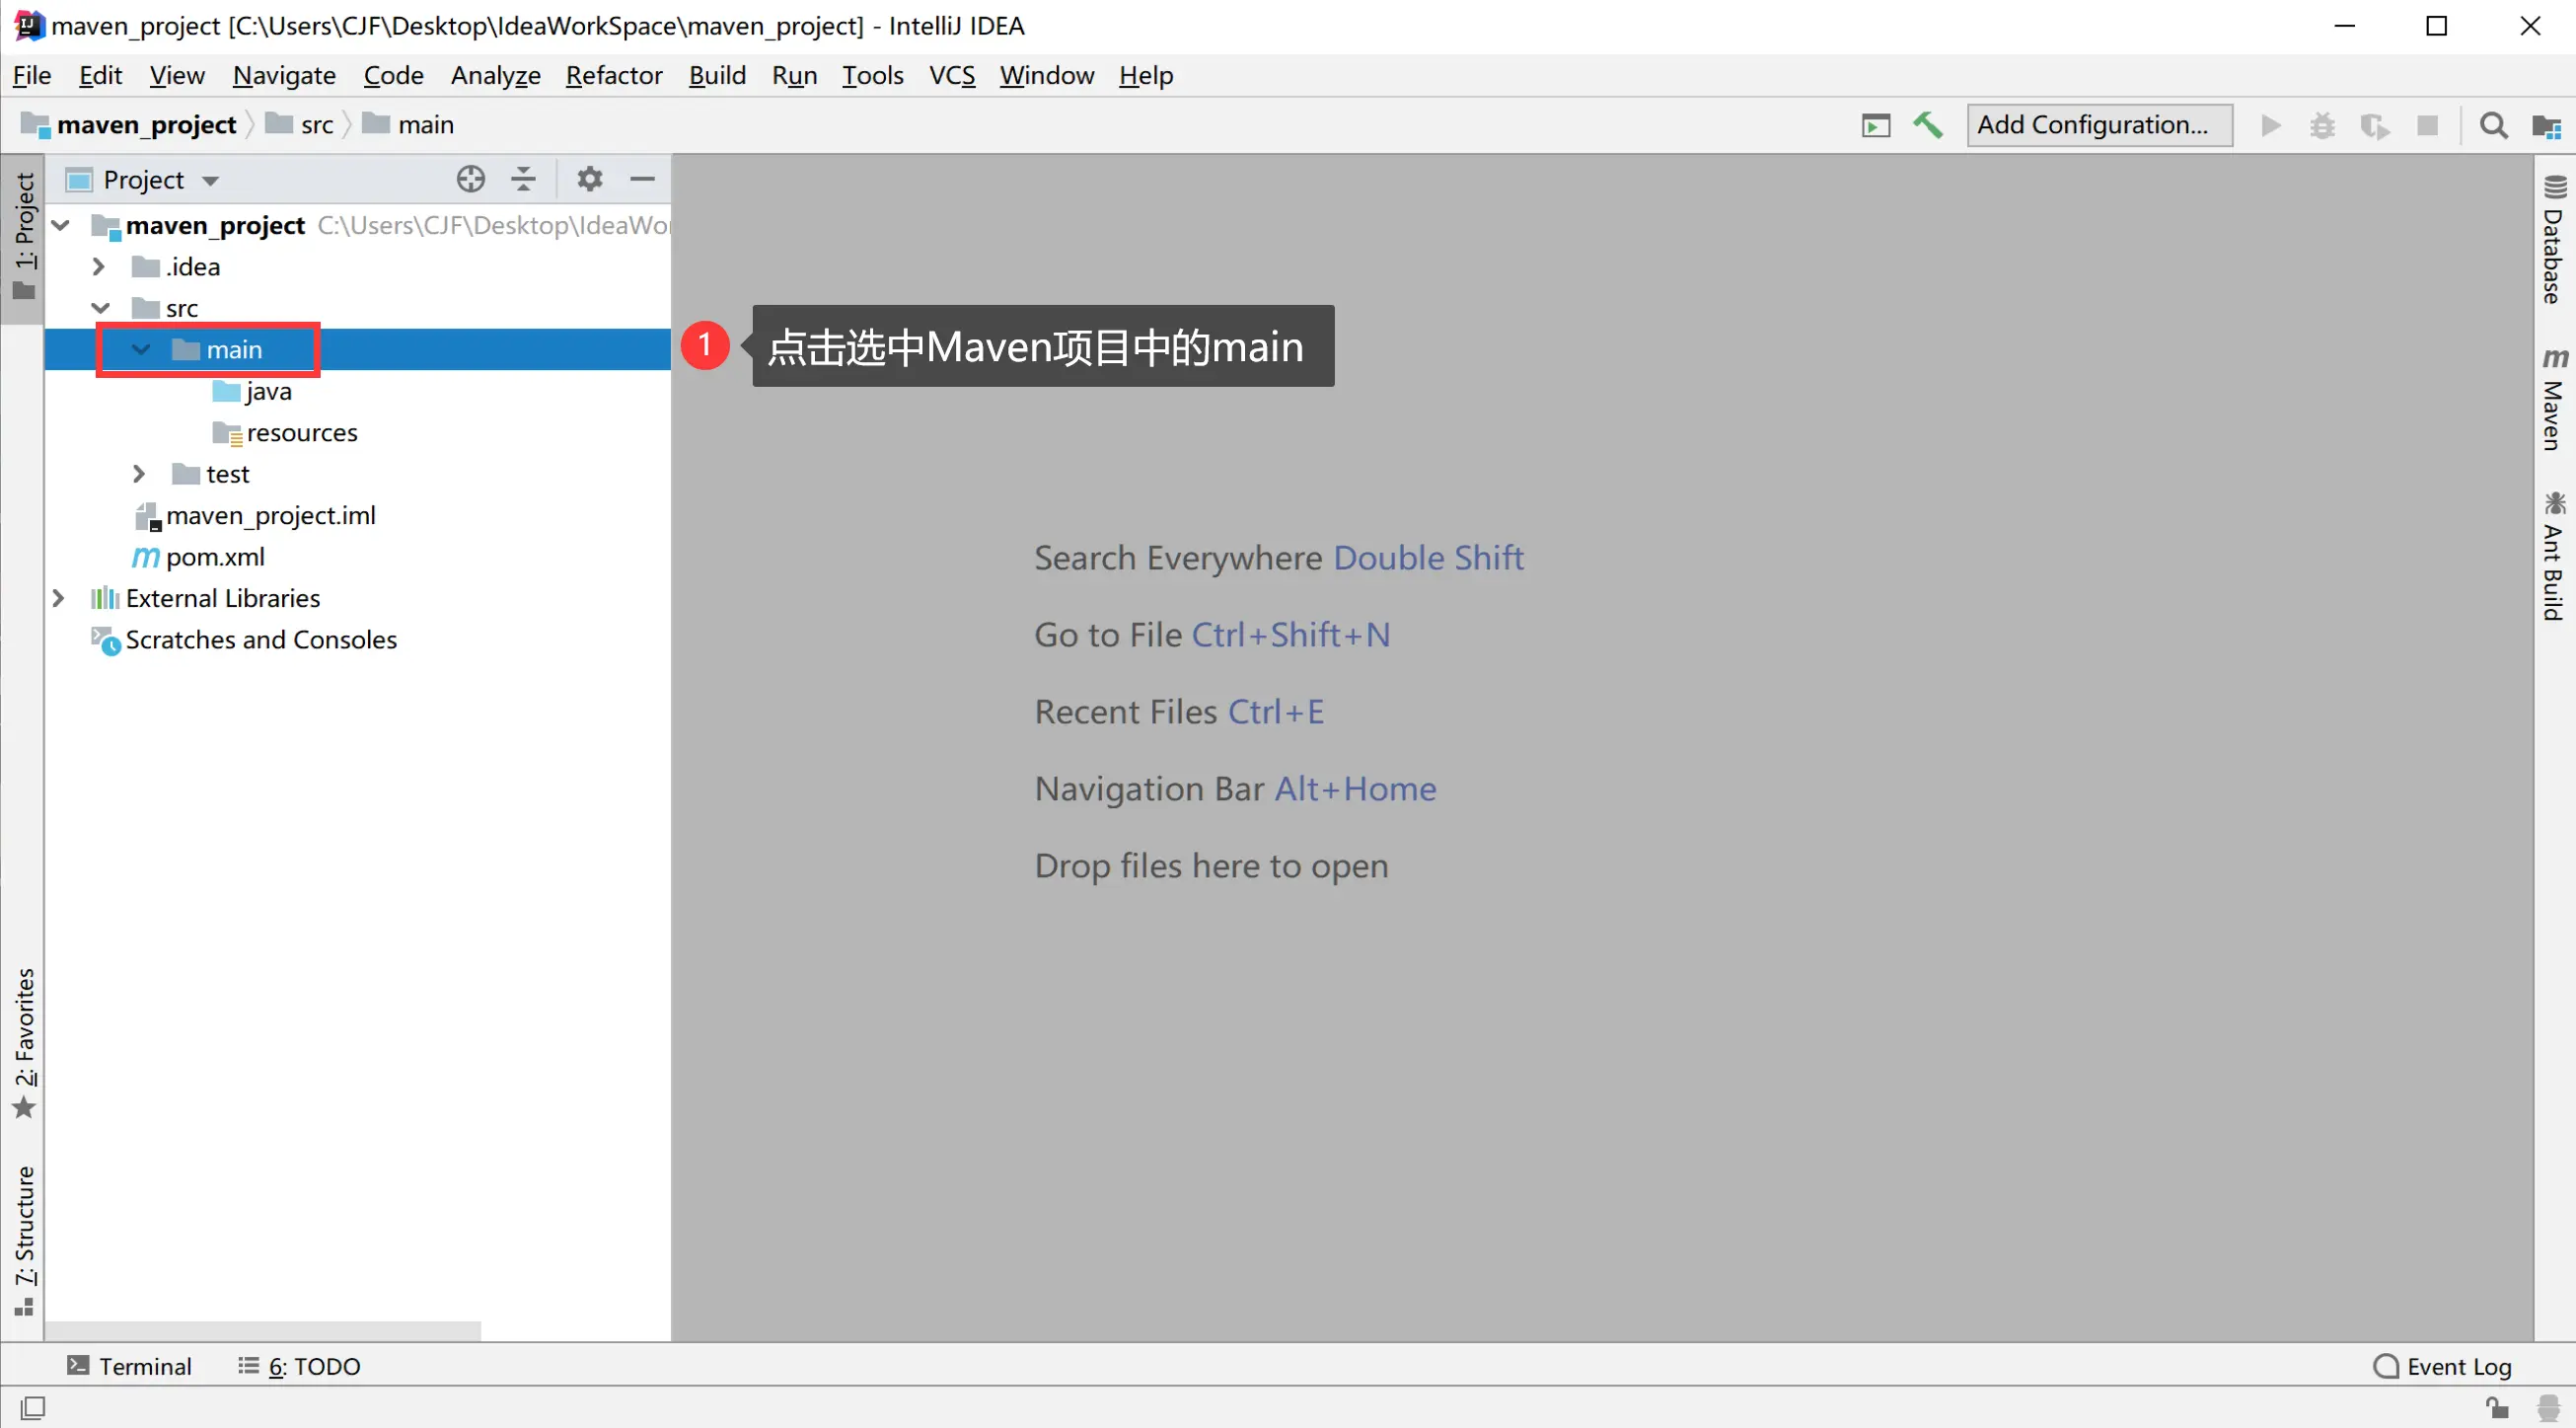 maven_project [C:\Users\CJF\Desktop\IdeaWorkSpace\maven_project] - IntelliJ IDEA
File Edit View Navigate Code Analyze Refactor Build Run Tools VCS Window Help
maven_project src main
Add Configuration...
1: Project
Project
maven_project C:\Users\CJF\Desktop\IdeaWor
.idea
src
main
java
resources
test
maven_project.iml
pom.xml
External Libraries
Scratches and Consoles
1 点击选中Maven项目中的main
Search Everywhere Double Shift
Go to File Ctrl+Shift+N
Recent Files Ctrl+E
Navigation Bar Alt+Home
Drop files here to open
Database
m Maven
Ant Build
2: Favorites
7: Structure
Terminal 6: TODO
Event Log